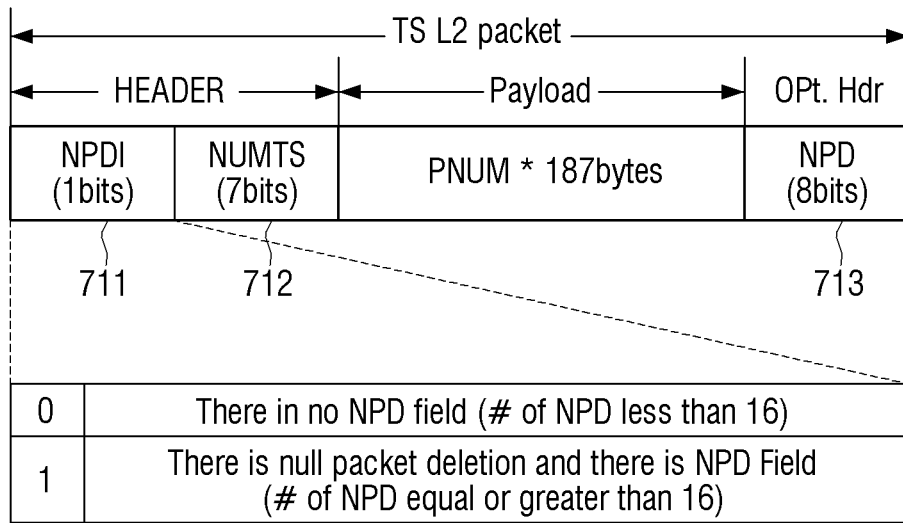 TS L2 packet
HEADER Payload OPt. Hdr
NPDI NUMTS PNUM * 187bytes NPD
(1bits) (7bits) (8bits)
711 712 713
0 There in no NPD field (# of NPD less than 16)
1 There is null packet deletion and there is NPD Field
(# of NPD equal or greater than 16)